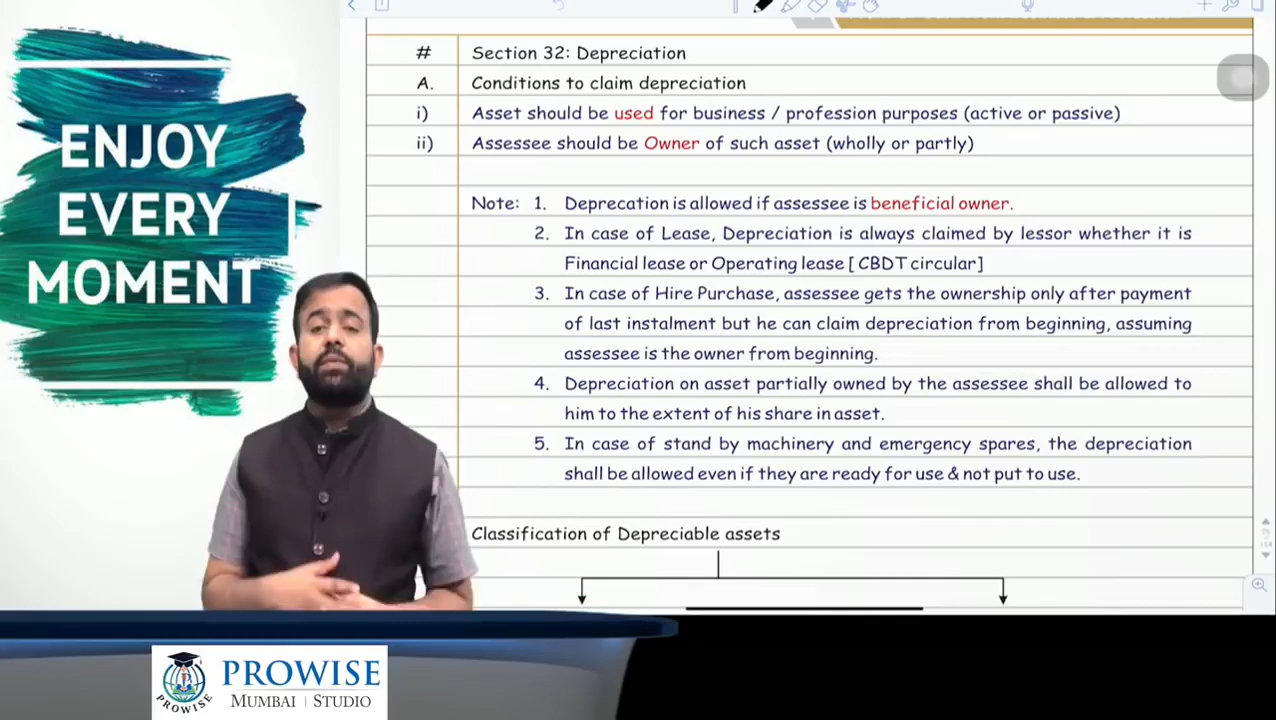 ENJOY
EVERY
MOMENT
# Section 32: Depreciation
A. Conditions to claim depreciation
i) Asset should be used for business / profession purposes (active or passive)
ii) Assessee should be Owner of such asset (wholly or partly)
Note: 1. Deprecation is allowed if assessee is beneficial owner.
2. In case of Lease, Depreciation is always claimed by lessor whether it is
Financial lease or Operating lease [ CBDT circular]
3. In case of Hire Purchase, assessee gets the ownership only after payment
of last instalment but he can claim depreciation from beginning, assuming
assessee is the owner from beginning.
4. Depreciation on asset partially owned by the assessee shall be allowed to
him to the extent of his share in asset.
5. In case of stand by machinery and emergency spares, the depreciation
shall be allowed even if they are ready for use & not put to use.
Classification of Depreciable assets
PROWISE
PROWISE
MUMBAI | STUDIO